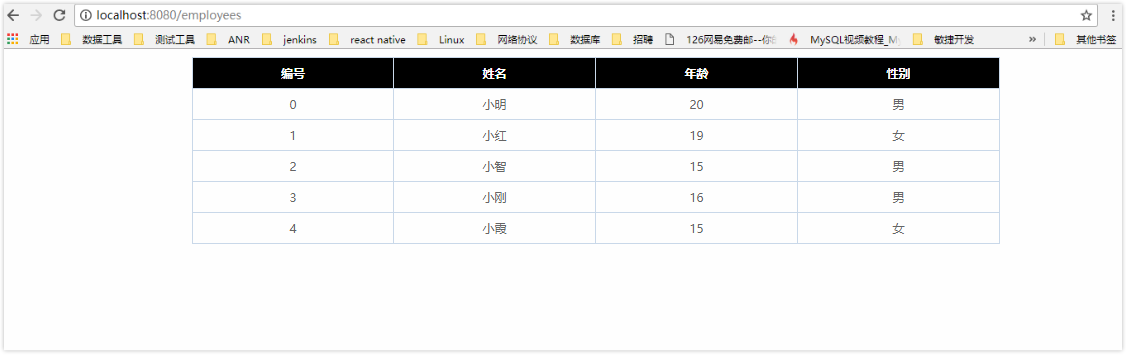 localhost:8080/employees
应用 数据工具 测试工具 ANR jenkins react native Linux 网络协议 数据库 招聘 126网易免费邮--你 MySQL视频教程_M 敏捷开发 » 其他书签
编号 姓名 年龄 性别
0 小明 20 男
1 小红 19 女
2 小智 15 男
3 小刚 16 男
4 小霞 15 女